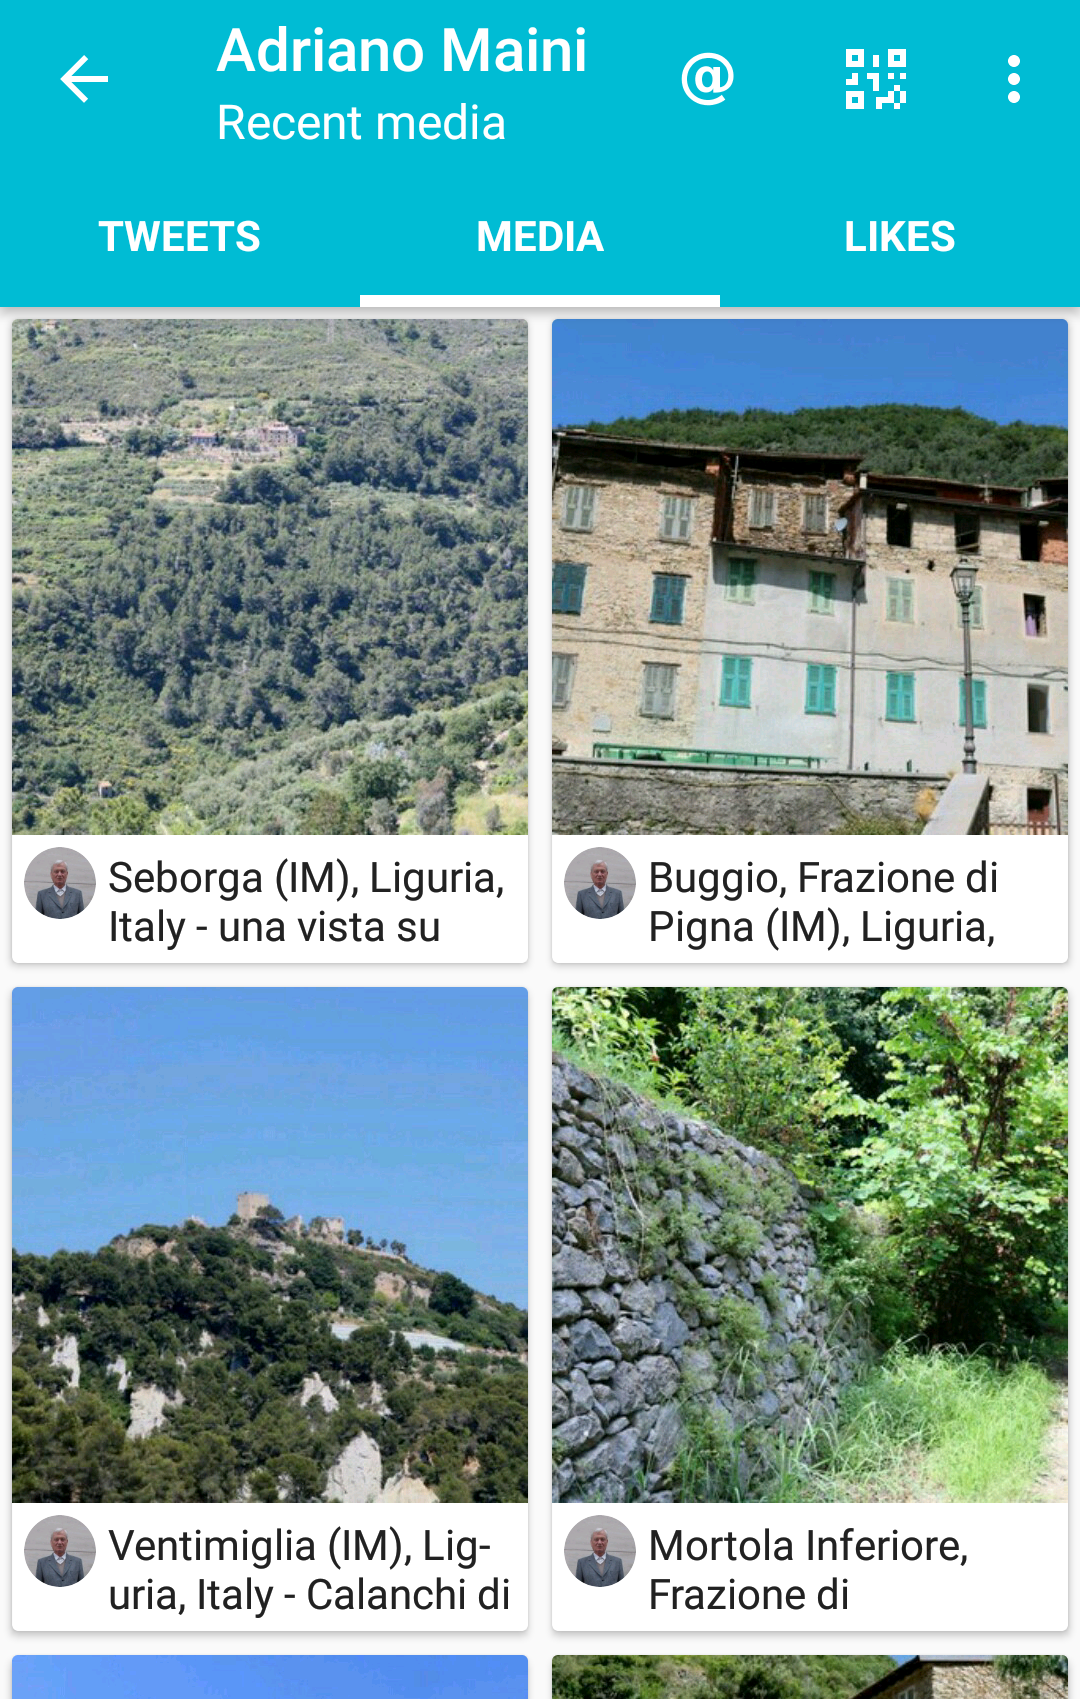 Adriano Maini
@
Recent media
TWEETS
MEDIA
LIKES
Seborga (IM), Liguria,
Italy - una vista su
Buggio, Frazione di
Pigna (IM), Liguria,
Ventimiglia (IM), Lig-
uria, Italy - Calanchi di
Mortola Inferiore,
Frazione di